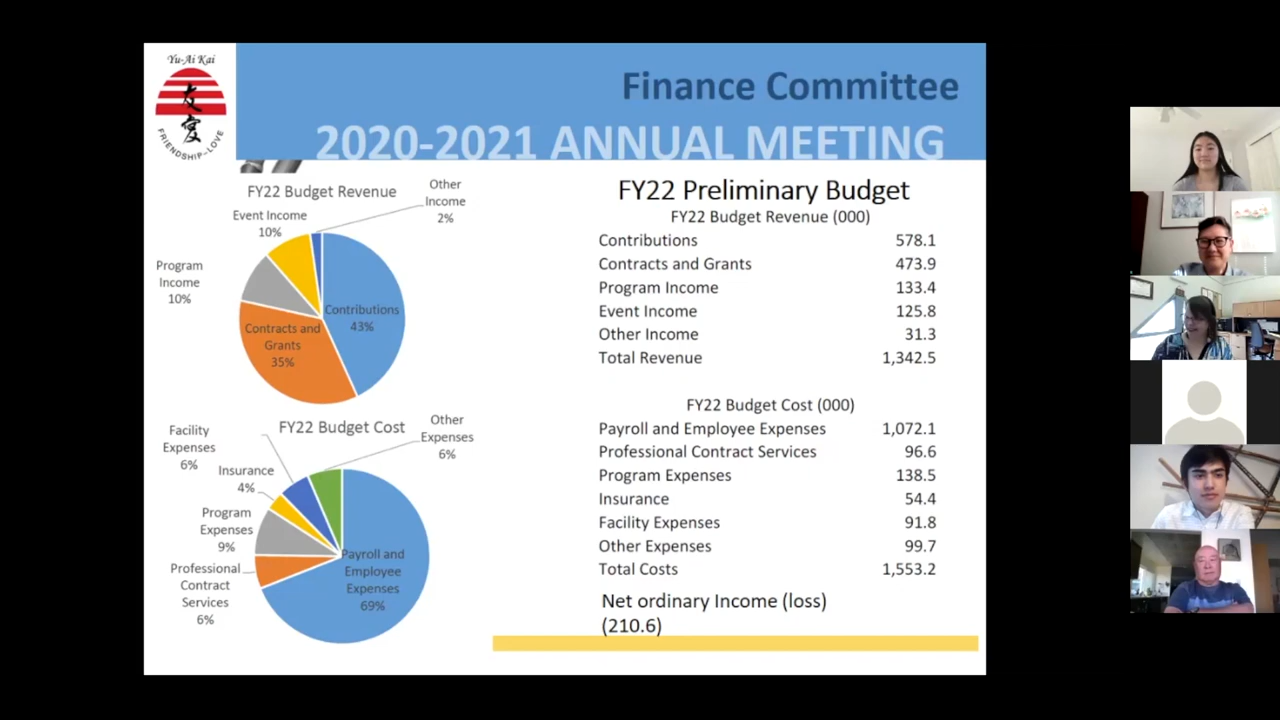 Yu-Ai Kai
友
愛
FRIENDSHIP-LOVE
Finance Committee
2020-2021 ANNUAL MEETING
FY22 Budget Revenue
Other
Income
2%
Event Income
10%
Program
Income
10%
Contributions
43%
Contracts and
Grants
35%
FY22 Budget Cost
Other
Expenses
6%
Facility
Expenses
6%
Insurance
4%
Program
Expenses
9%
Professional
Contract
Services
6%
Payroll and
Employee
Expenses
69%
FY22 Preliminary Budget
FY22 Budget Revenue (000)
Contributions 578.1
Contracts and Grants 473.9
Program Income 133.4
Event Income 125.8
Other Income 31.3
Total Revenue 1,342.5
FY22 Budget Cost (000)
Payroll and Employee Expenses 1,072.1
Professional Contract Services 96.6
Program Expenses 138.5
Insurance 54.4
Facility Expenses 91.8
Other Expenses 99.7
Total Costs 1,553.2
Net ordinary Income (loss)
(210.6)